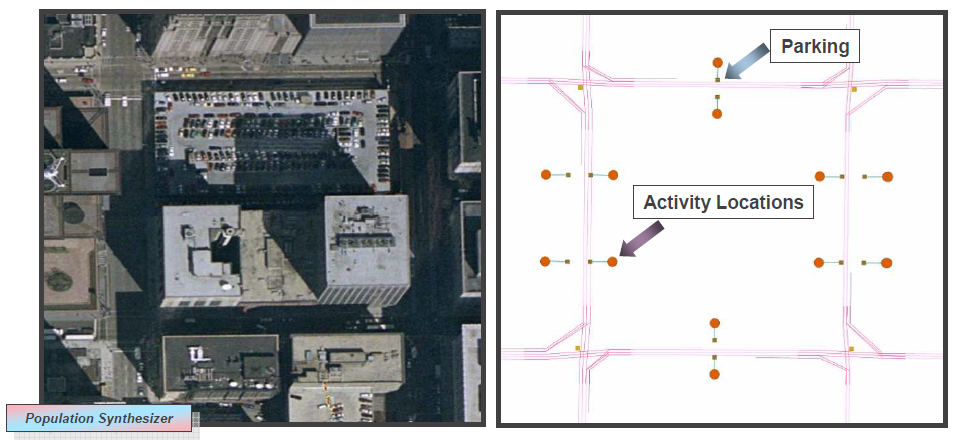 Parking
Activity Locations
Population Synthesizer